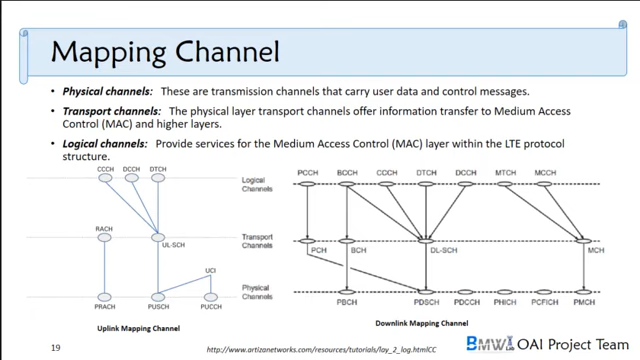 Mapping Channel
• Physical channels: These are transmission channels that carry user data and control messages.
• Transport channels: The physical layer transport channels offer information transfer to Medium Access
Control (MAC) and higher layers.
• Logical channels: Provide services for the Medium Access Control (MAC) layer within the LTE protocol
structure.
CCCH DCCH DTCH
Logical
Channels
RACH
UL-SCH
Transport
Channels
UCI
PRACH PUSCH PUCCH
Physical
Channels
Uplink Mapping Channel
PCCH BCCH CCCH DTCH DCCH MTCH MCCH
PCH BCH DL-SCH MCH
PBCH PDSCH PDCCH PHICH PCFICH PMCH
Downlink Mapping Channel
19
http://www.artizanetworks.com/resources/tutorials/lay_2_log.htmlCC
BMW OAI Project Team